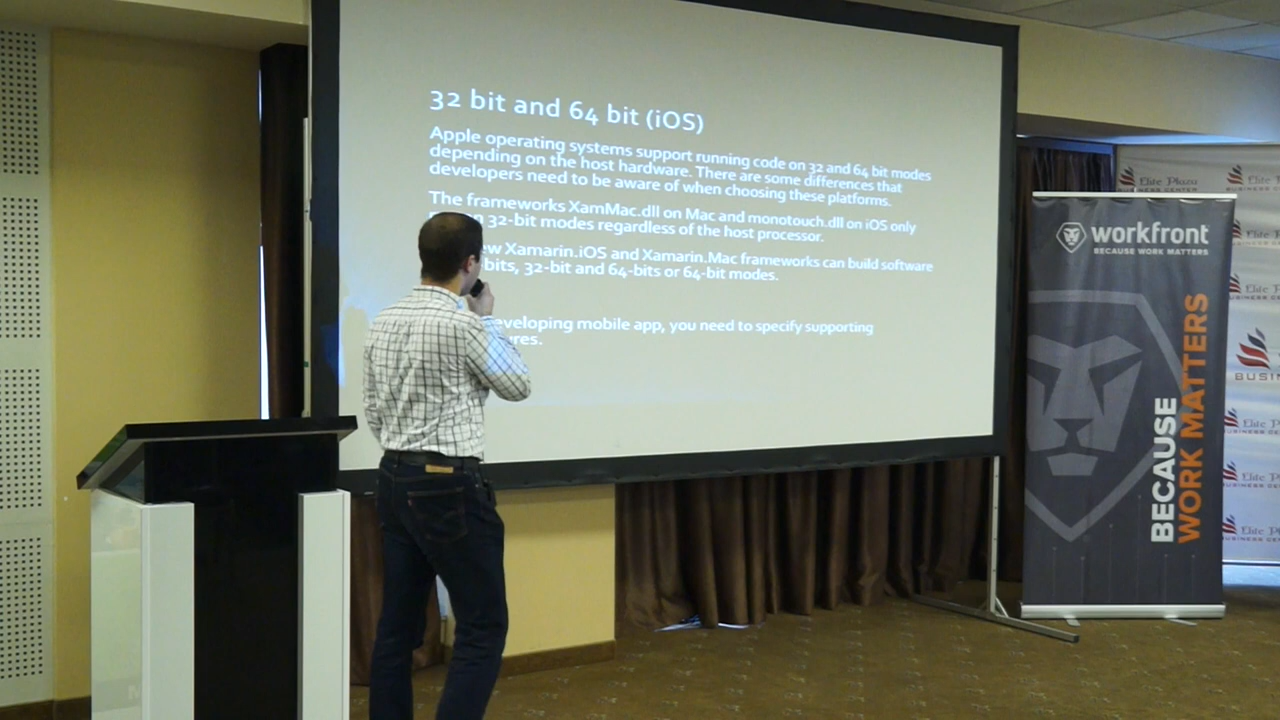 32 bit and 64 bit (iOS)
Apple operating systems support running code on 32 and 64 bit modes
depending on the host hardware. There are some differences that
developers need to be aware of when choosing these platforms.
The frameworks XamMac.dll on Mac and monotouch.dll on iOS only
32-bit modes regardless of the host processor.
Xamarin.iOS and Xamarin.Mac frameworks can build software
bits, 32-bit and 64-bits or 64-bit modes.
developing mobile app, you need to specify supporting
workfront
BECAUSE WORK MATTERS
BECAUSE
WORK MATTERS
Elite Plaza
BUSINESS CENTER